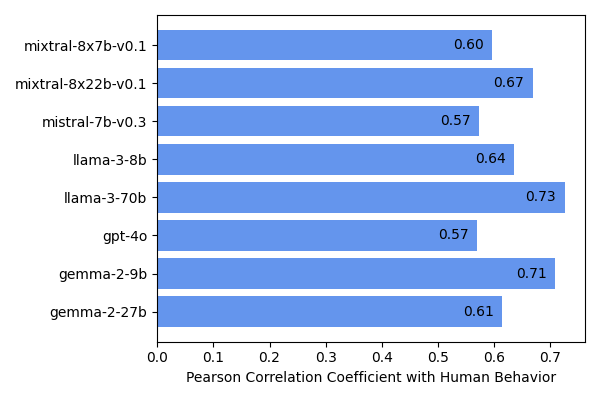 mixtral-8x7b-v0.1 0.60
mixtral-8x22b-v0.1 0.67
mistral-7b-v0.3 0.57
llama-3-8b 0.64
llama-3-70b 0.73
gpt-4o 0.57
gemma-2-9b 0.71
gemma-2-27b 0.61
0.0 0.1 0.2 0.3 0.4 0.5 0.6 0.7
Pearson Correlation Coefficient with Human Behavior